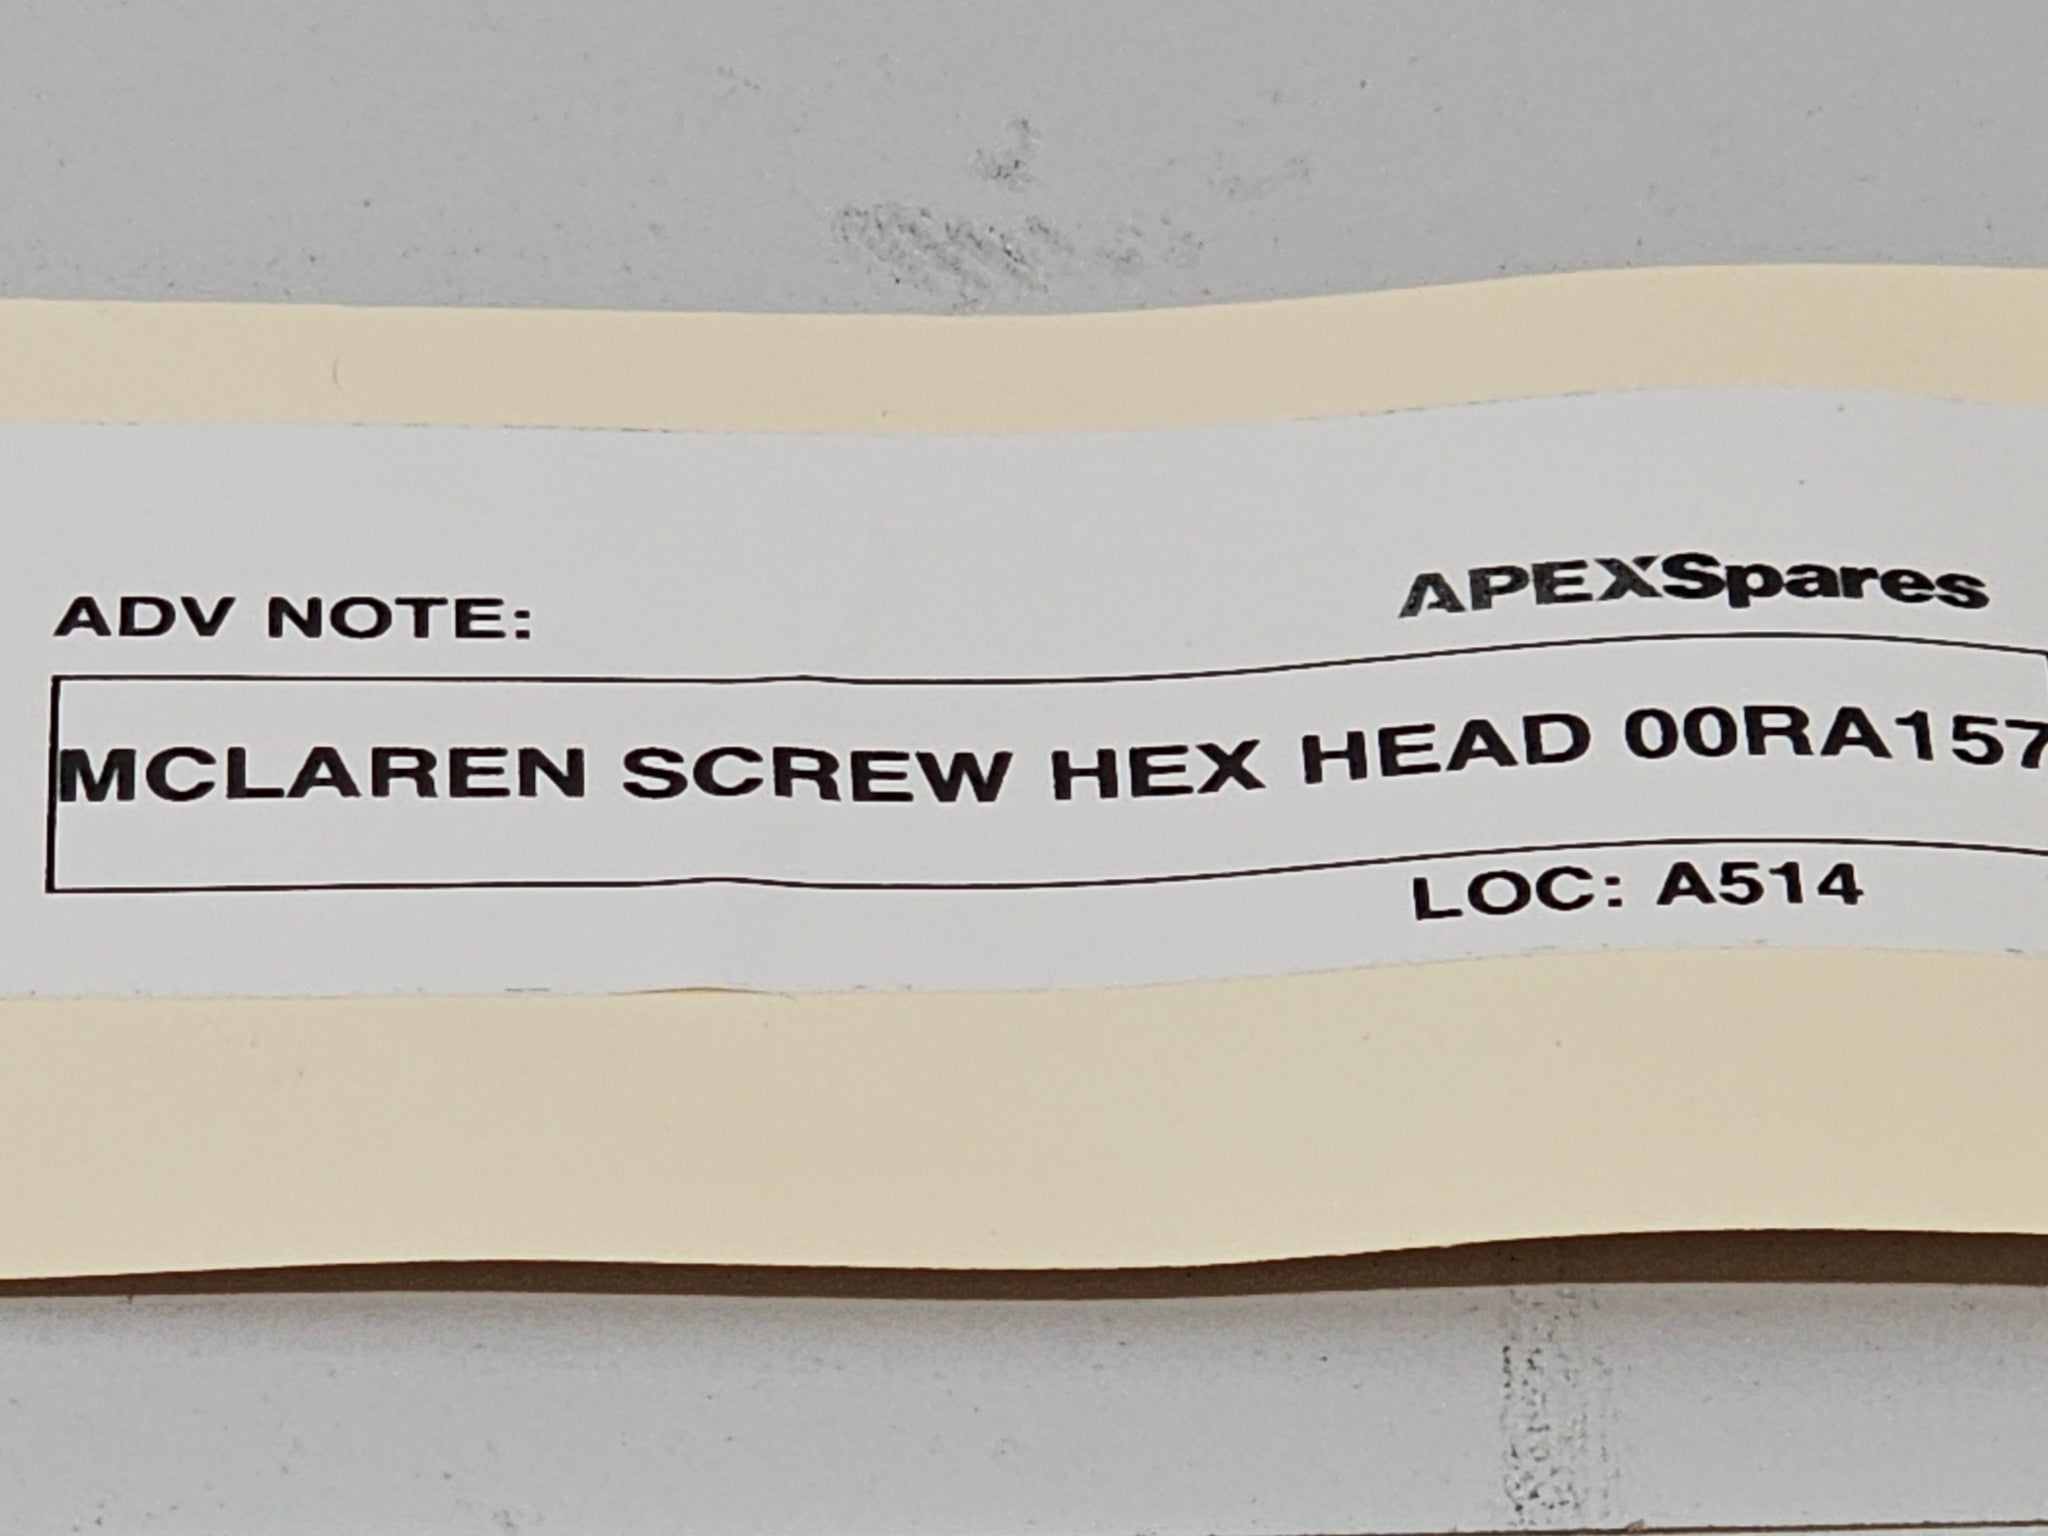 ADV NOTE:
APEXSpares
MCLAREN SCREW HEX HEAD 00RA157
LOC: A514